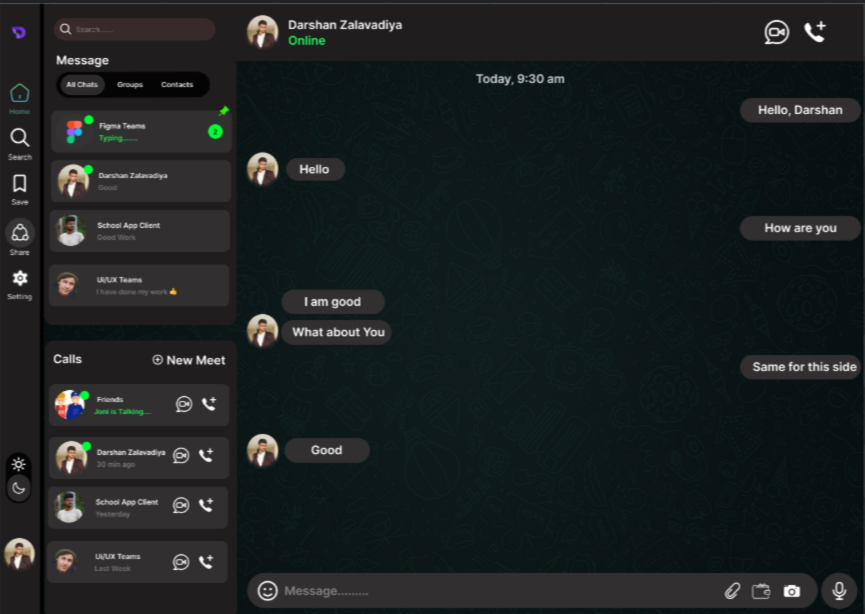 Search......
Message
All Chats
Groups
Contacts
Figma Teams
Typing.......
2
Darshan Zalavadiya
Good
School App Client
Good Work
UI/UX Teams
I have done my work 👍
Home
Search
Save
Share
Setting
Calls
New Meet
Friends
Joni is Talking....
Darshan Zalavadiya
30 min ago
School App Client
Yesterday
UI/UX Teams
Last Week
Darshan Zalavadiya
Online
Today, 9:30 am
Hello, Darshan
Hello
How are you
I am good
What about You
Same for this side
Good
Message.........